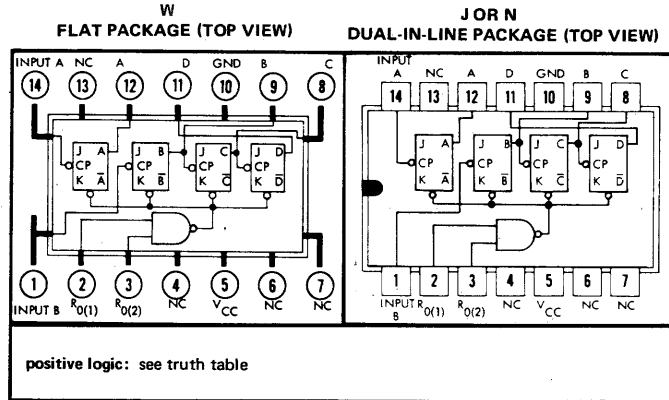 W
FLAT PACKAGE (TOP VIEW)
INPUT A NC A D GND B C
14 13 12 11 10 9 8
J A J B J C J D
CP CP CP CP
K A̅ K B̅ K C̅ K D̅
1 2 3 4 5 6 7
INPUT B R0(1) R0(2) NC VCC NC NC
J OR N
DUAL-IN-LINE PACKAGE (TOP VIEW)
INPUT
A NC A D GND B C
14 13 12 11 10 9 8
J A J B J C J D
CP CP CP CP
K A̅ K B̅ K C̅ K D̅
1 2 3 4 5 6 7
INPUT R0(1) R0(2) NC VCC NC NC
B
positive logic: see truth table